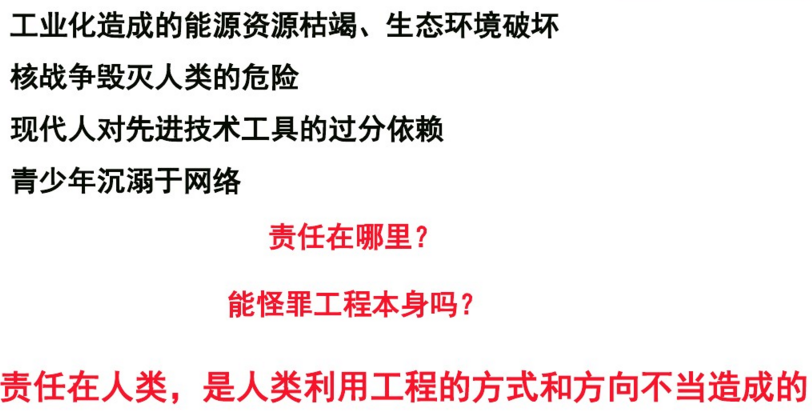 工业化造成的能源资源枯竭、生态环境破坏
核战争毁灭人类的危险
现代人对先进技术工具的过分依赖
青少年沉溺于网络
责任在哪里？
能怪罪工程本身吗？
责任在人类，是人类利用工程的方式和方向不当造成的